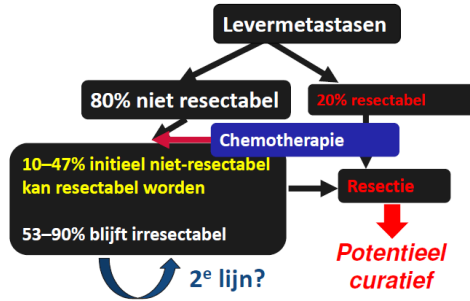 Levermetastasen
80% niet resectabel
20% resectabel
Chemotherapie
10–47% initieel niet-resectabel
kan resectabel worden
53–90% blijft irresectabel
Resectie
2e lijn?
Potentieel
curatief